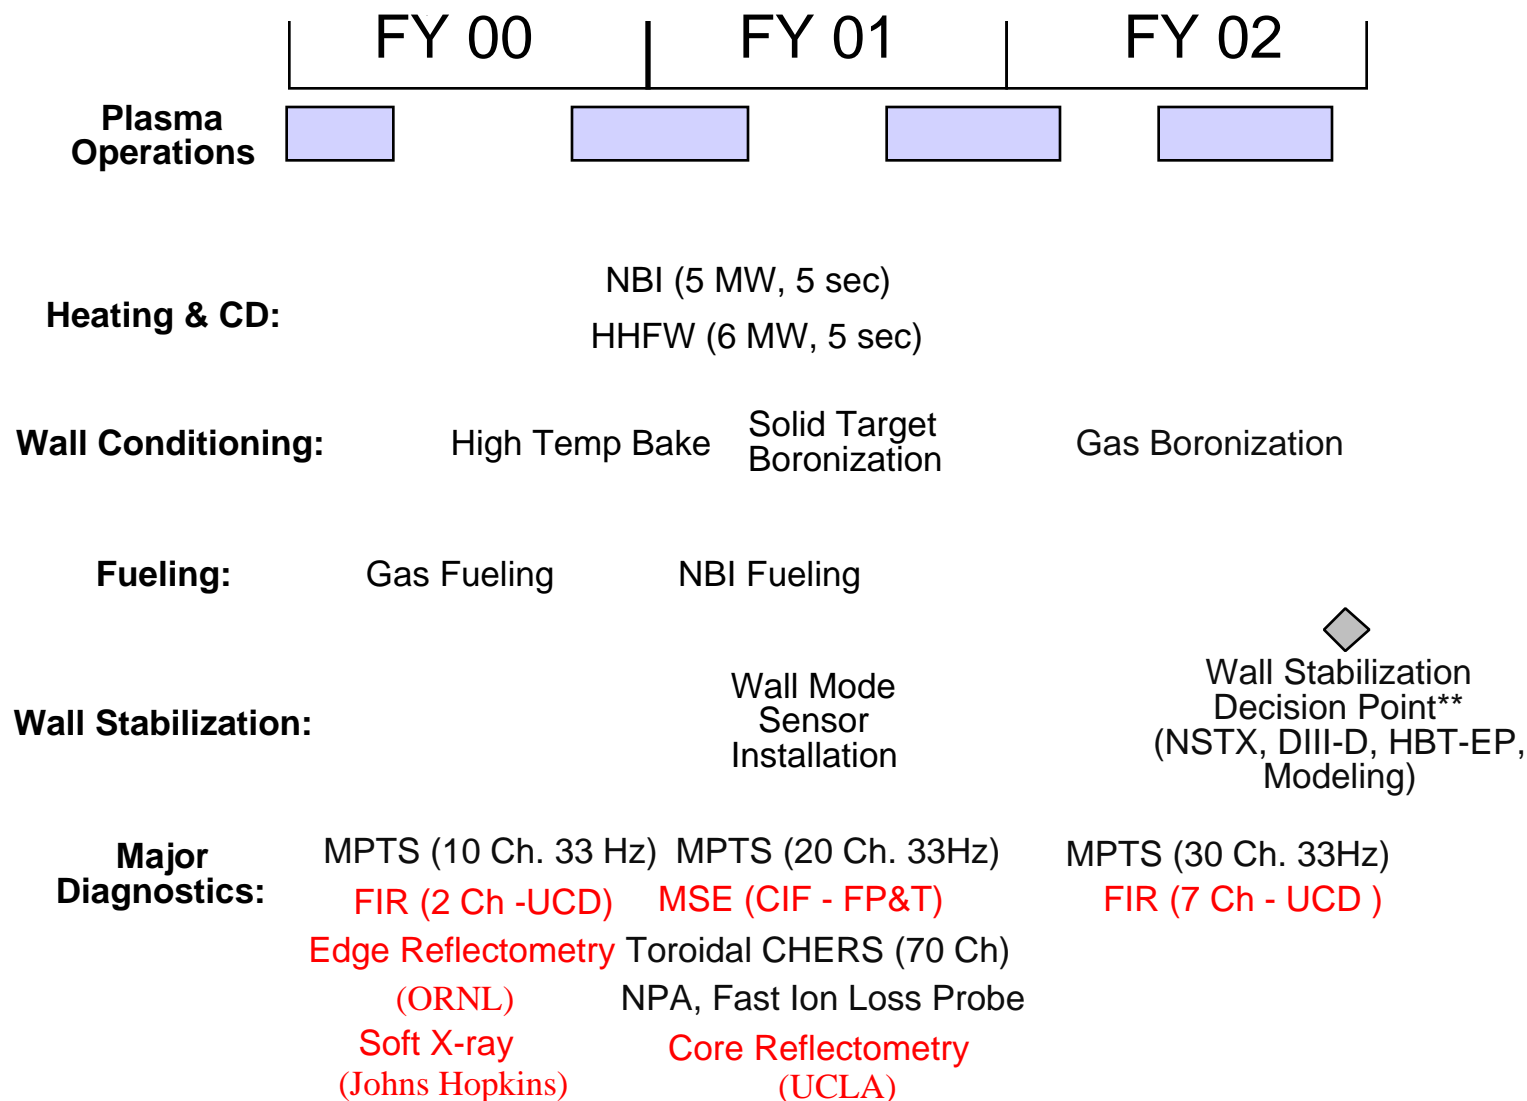 FY 00 FY 01 FY 02
Plasma
Operations
NBI (5 MW, 5 sec)
Heating & CD:
HHFW (6 MW, 5 sec)
Wall Conditioning: High Temp Bake
Solid Target
Boronization
Gas Boronization
Fueling: Gas Fueling NBI Fueling
Wall Stabilization:
Wall Mode
Sensor
Installation
Wall Stabilization
Decision Point**
(NSTX, DIII-D, HBT-EP,
Modeling)
Major
Diagnostics:
MPTS (10 Ch. 33 Hz) MPTS (20 Ch. 33Hz) MPTS (30 Ch. 33Hz)
FIR (2 Ch -UCD) MSE (CIF - FP&T) FIR (7 Ch - UCD )
Edge Reflectometry Toroidal CHERS (70 Ch)
(ORNL) NPA, Fast Ion Loss Probe
Soft X-ray Core Reflectometry
(Johns Hopkins) (UCLA)